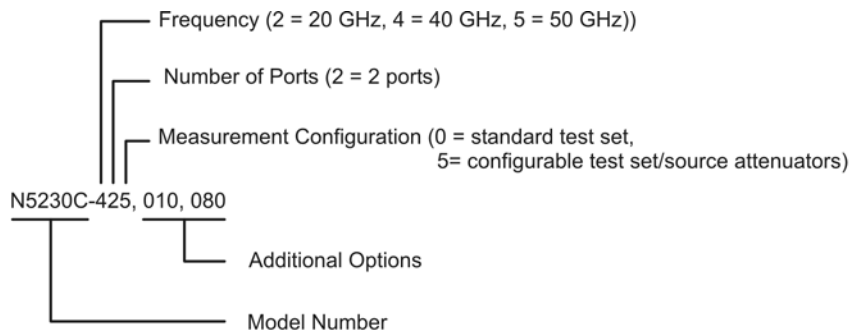 Frequency (2 = 20 GHz, 4 = 40 GHz, 5 = 50 GHz))
Number of Ports (2 = 2 ports)
Measurement Configuration (0 = standard test set,
5= configurable test set/source attenuators)
N5230C-425, 010, 080
Additional Options
Model Number